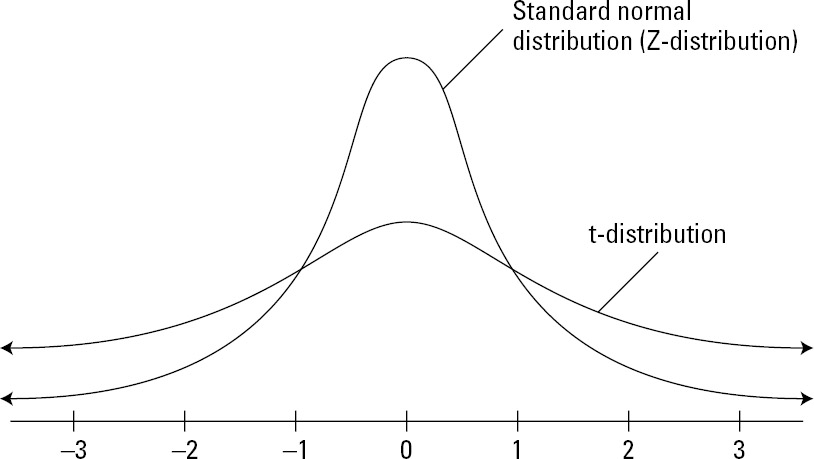 Standard normal
distribution (Z-distribution)
t-distribution
–3 –2 –1 0 1 2 3